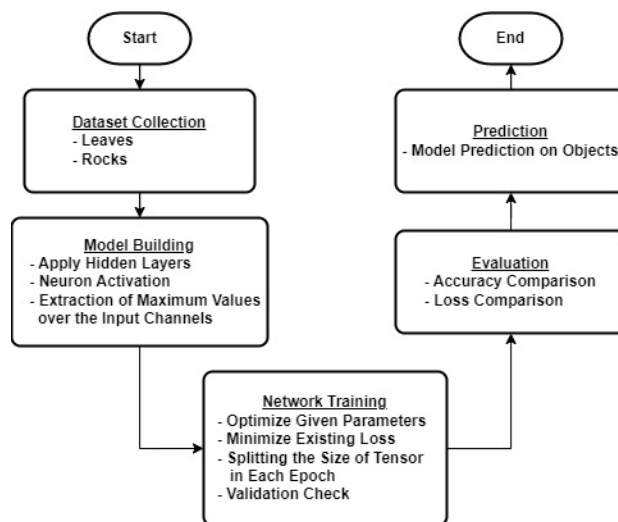 Start
Dataset Collection
- Leaves
- Rocks
Model Building
- Apply Hidden Layers
- Neuron Activation
- Extraction of Maximum Values
over the Input Channels
Network Training
- Optimize Given Parameters
- Minimize Existing Loss
- Splitting the Size of Tensor
in Each Epoch
- Validation Check
Evaluation
- Accuracy Comparison
- Loss Comparison
Prediction
- Model Prediction on Objects
End